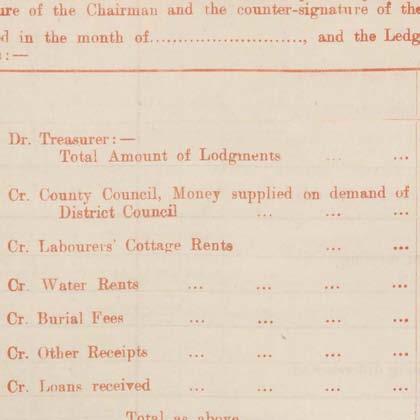 ure of the Chairman and the counter-signature of the
d in the month of............................, and the Ledg
s:—
Dr. Treasurer:—
Total Amount of Lodgments ... ...
Cr. County Council, Money supplied on demand of
District Council ... ... ...
Cr. Labourers' Cottage Rents ... ...
Cr. Water Rents ... ... ... ...
Cr. Burial Fees ... ... ... ...
Cr. Other Receipts ... ... ... ...
Cr. Loans received ... ... ... ...
Total as above